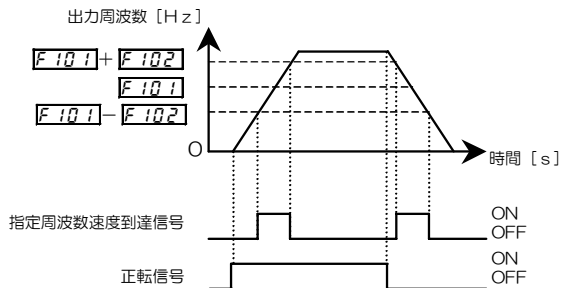 出力周波数［Ｈｚ］
F101+F102
F101
F101−F102
O
時間［ｓ］
指定周波数速度到達信号
ON
OFF
正転信号
ON
OFF